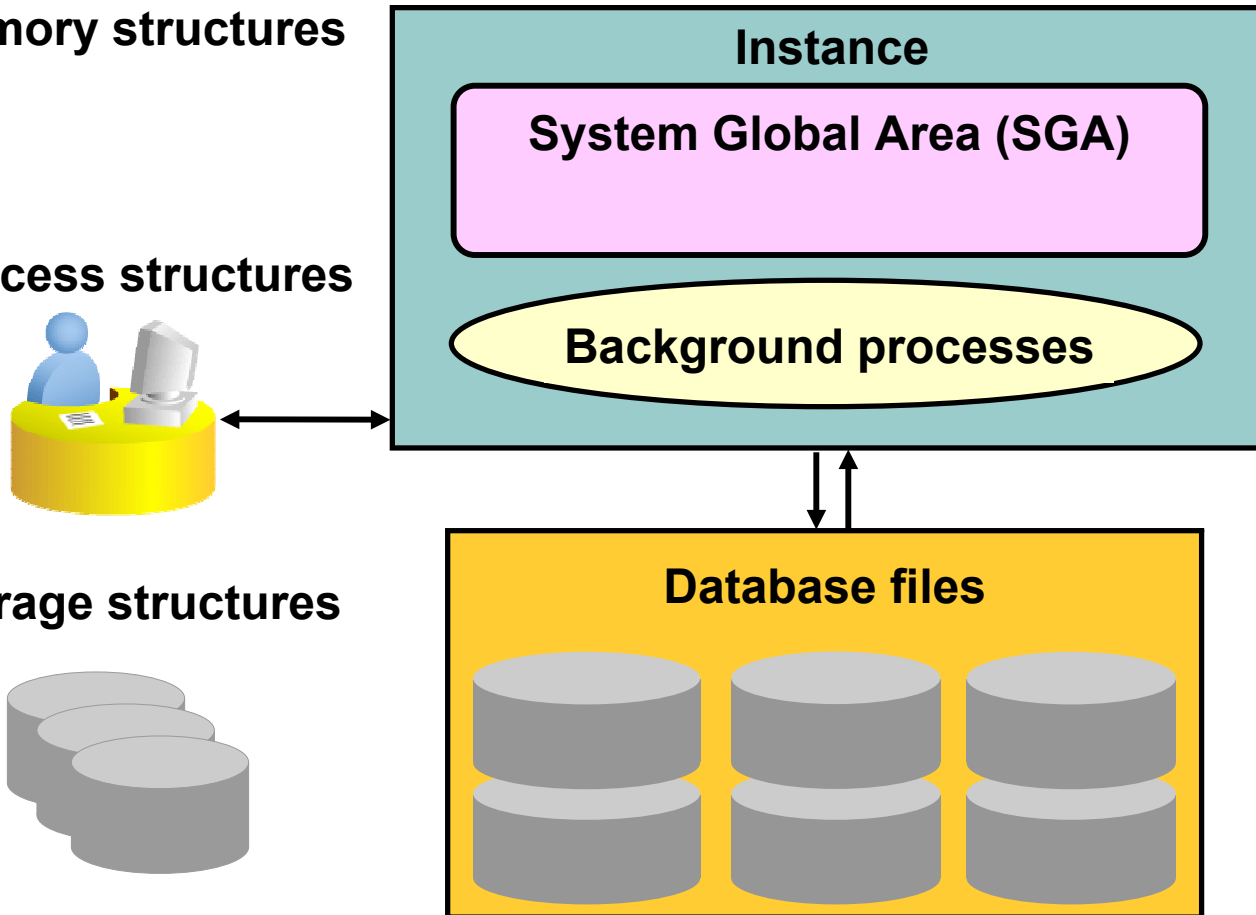 mory structures
Instance
System Global Area (SGA)
cess structures
Background processes
Database files
rage structures